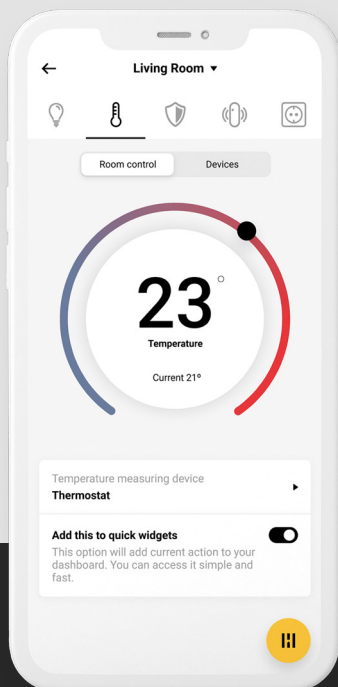 Living Room
Room control
Devices
23°
Temperature
Current 21°
Temperature measuring device
Thermostat
Add this to quick widgets
This option will add current action to your
dashboard. You can access it simple and
fast.